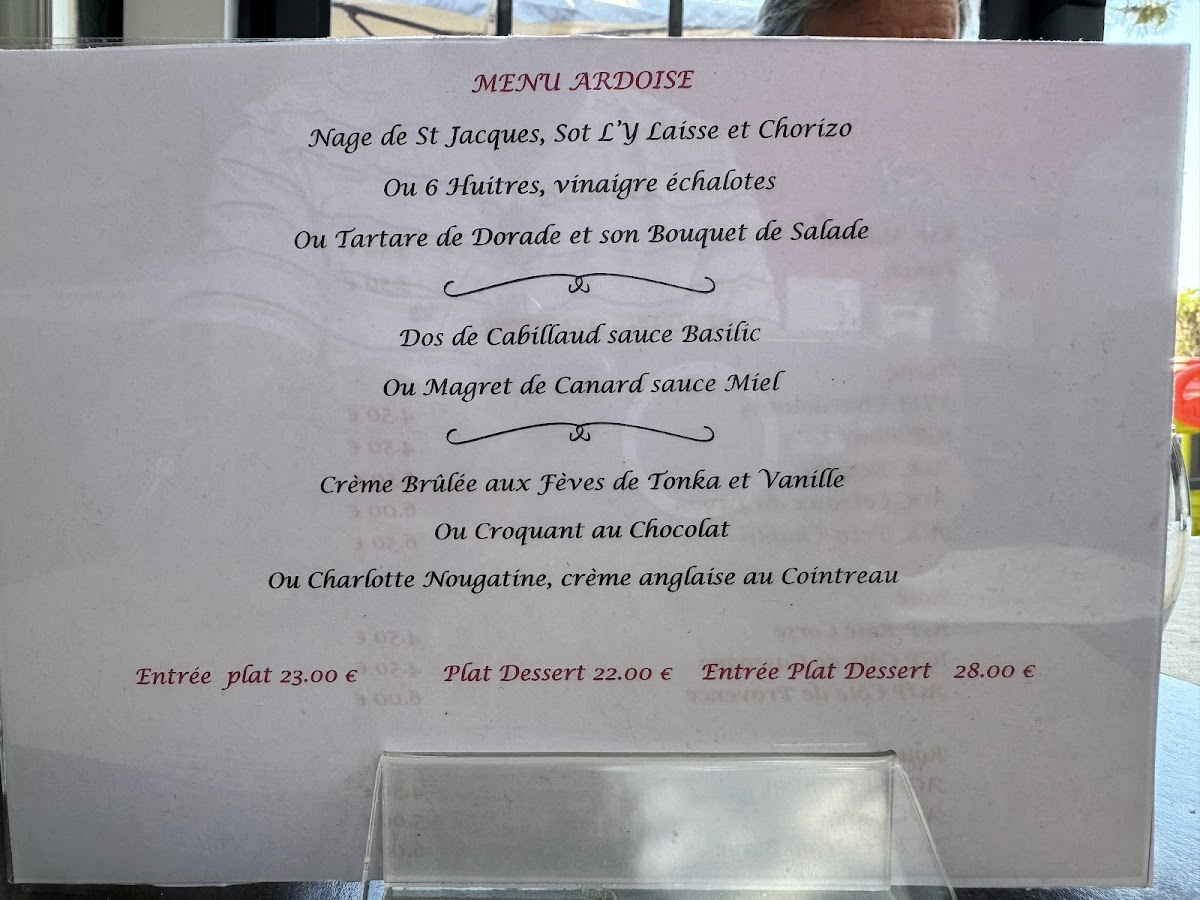 MENU ARDOISE
Nage de St Jacques, Sot L'Y Laisse et Chorizo
Ou 6 Huitres, vinaigre échalotes
Ou Tartare de Dorade et son Bouquet de Salade
Dos de Cabillaud sauce Basilic
Ou Magret de Canard sauce Miel
Crème Brûlée aux Fèves de Tonka et Vanille
Ou Croquant au Chocolat
Ou Charlotte Nougatine, crème anglaise au Cointreau
Entrée plat 23.00 € Plat Dessert 22.00 € Entrée Plat Dessert 28.00 €